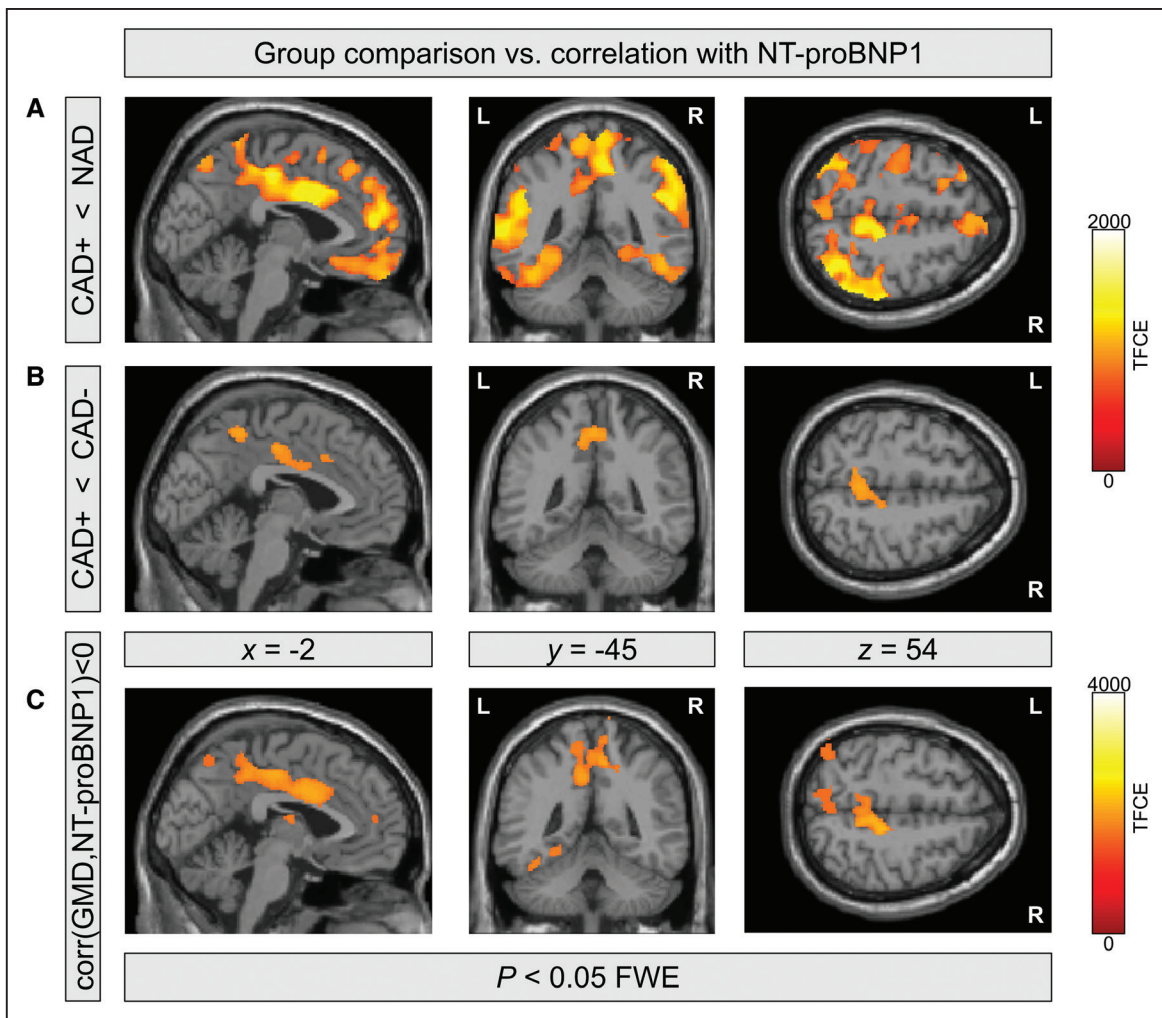 Group comparison vs. correlation with NT-proBNP1
A
CAD+ < NAD
L
R
L
R
2000
TFCE
0
B
CAD+ < CAD-
L
R
L
R
x = -2
y = -45
z = 54
C
corr(GMD,NT-proBNP1)<0
L
R
L
R
4000
TFCE
0
P < 0.05 FWE